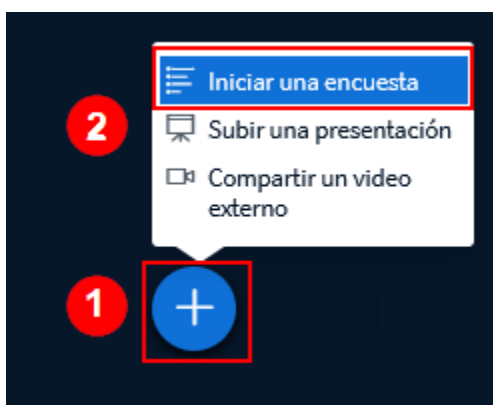 Iniciar una encuesta
2
Subir una presentación
Compartir un video
externo
1